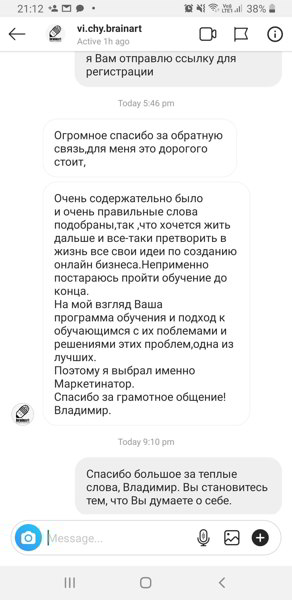 21:12
38%
vi.chy.brainart
Active 1h ago
я Вам отправлю ссылку для
регистрации
Today 5:46 pm
Огромное спасибо за обратную
связь,для меня это дорогого
стоит,
Очень содержательно было
и очень правильные слова
подобраны,так ,что хочется жить
дальше и все-таки претворить в
жизнь все свои идеи по созданию
онлайн бизнеса.Неприменно
постараюсь пройти обучение до
конца.
На мой взгляд Ваша
программа обучения и подход к
обучающимся с их поблемами и
решениями этих проблем,одна из
лучших.
Поэтому я выбрал именно
Маркетинатор.
Спасибо за грамотное общение!
Владимир.
Today 9:10 pm
Спасибо большое за теплые
слова, Владимир. Вы становитесь
тем, что Вы думаете о себе.
Message...